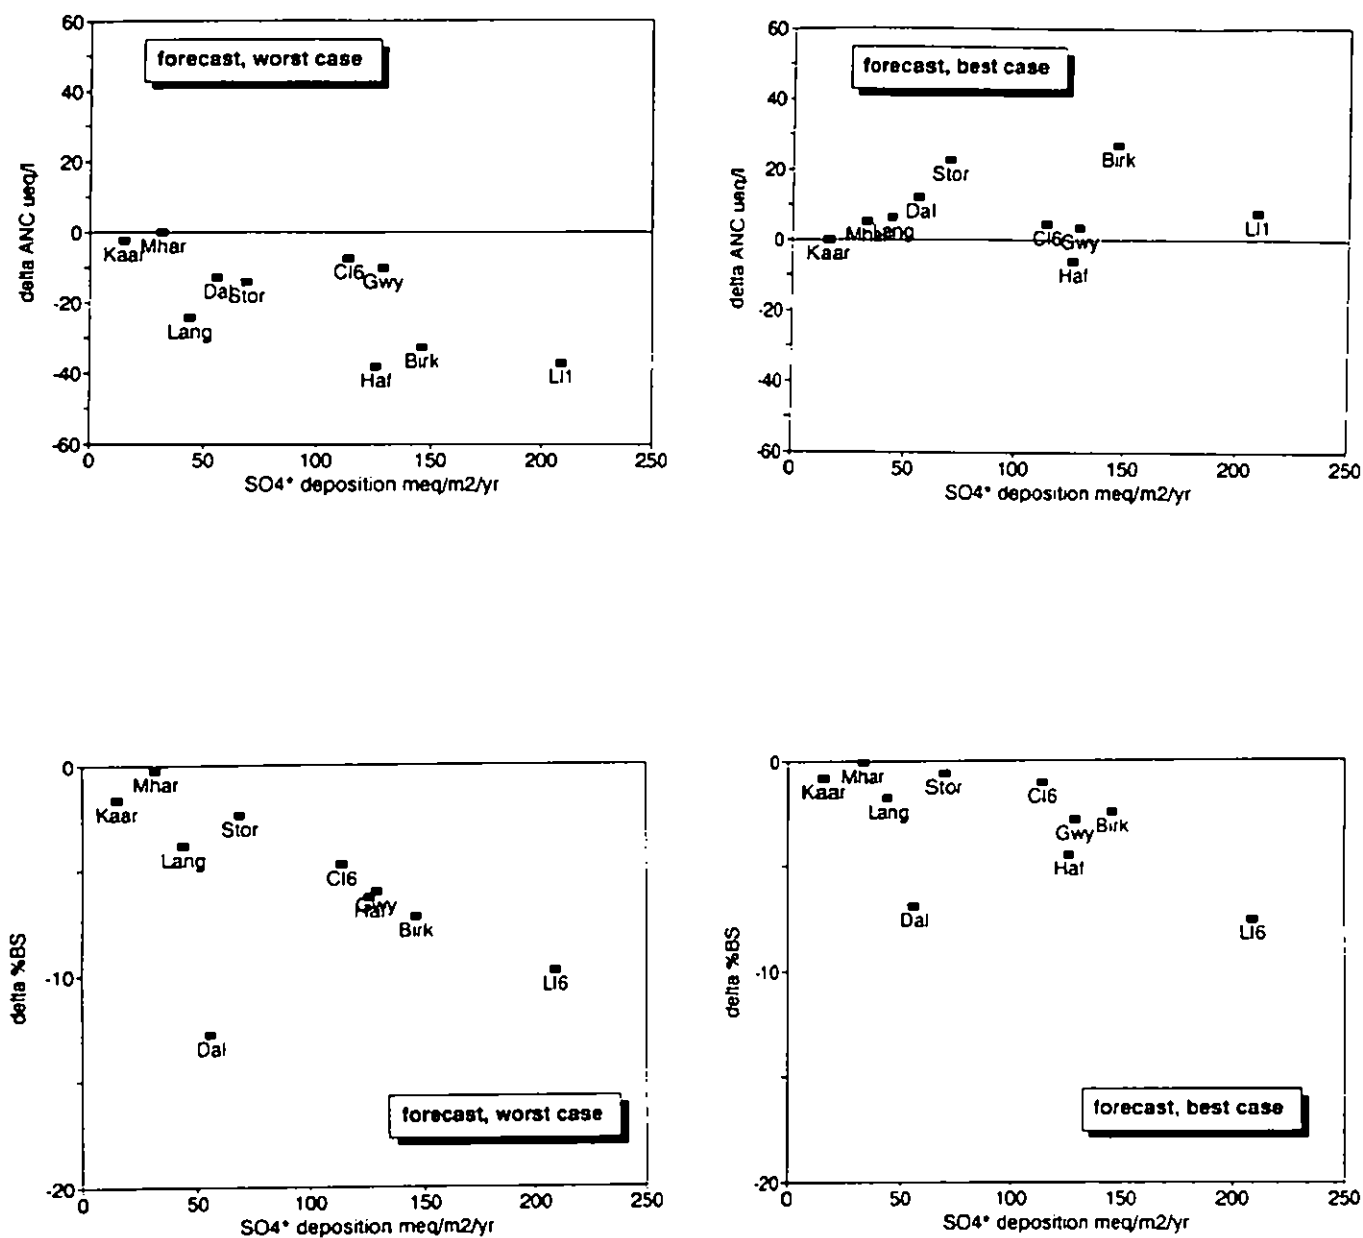 60
forecast, worst case
40
20
0
-20
-40
-60
delta ANC ueq/l
Kaar
Mhar
Dal
Stor
Lang
Cl6
Gwy
Haf
Birk
Ll1
0 50 100 150 200 250
SO4* deposition meq/m2/yr
60
forecast, best case
40
20
0
-20
-40
-60
delta ANC ueq/l
Birk
Stor
Dal
Mhar
Lang
Kaar
Cl6
Gwy
Haf
Ll1
0 50 100 150 200 250
SO4* deposition meq/m2/yr
0
-10
-20
delta %BS
Mhar
Kaar
Stor
Lang
Cl6
Gwy
Haf
Birk
Ll6
Dal
forecast, worst case
0 50 100 150 200 250
SO4* deposition meq/m2/yr
0
-10
-20
delta %BS
Mhar
Kaar
Stor
Lang
Cl6
Gwy
Birk
Haf
Dal
Ll6
forecast, best case
0 50 100 150 200 250
SO4* deposition meq/m2/yr